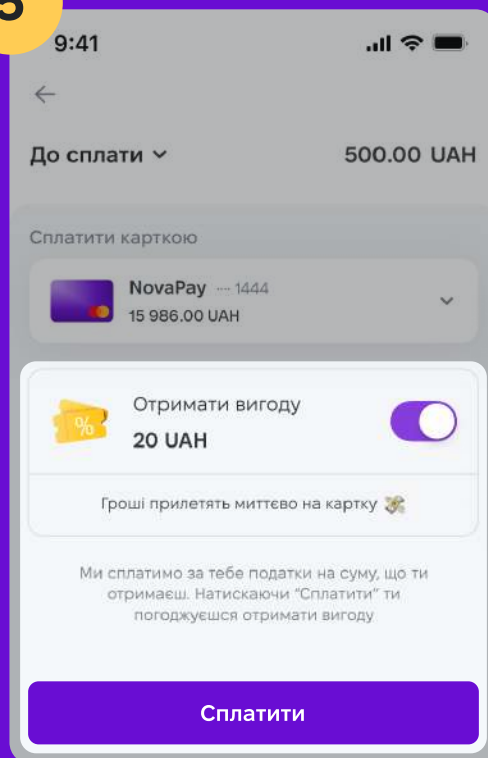 5
9:41
До сплати
500.00 UAH
Сплатити карткою
NovaPay ···· 1444
15 986.00 UAH
%
Отримати вигоду
20 UAH
Гроші прилетять миттєво на картку 💸
Ми сплатимо за тебе податки на суму, що ти
отримаєш. Натискаючи “Сплатити” ти
погоджуєшся отримати вигоду
Сплатити